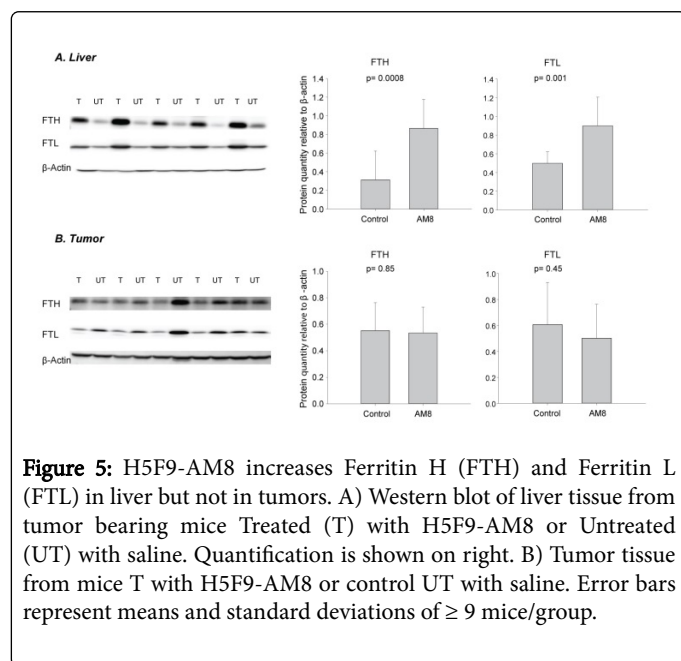 A. Liver
T UT T UT T UT T UT T UT
FTH
FTL
β-Actin
FTH
p= 0.0008
Protein quantity relative to β-actin
1.4
1.2
1.0
0.8
0.6
0.4
0.2
0.0
Control AM8
FTL
p= 0.001
1.4
1.2
1.0
0.8
0.6
0.4
0.2
0.0
Control AM8
B. Tumor
T UT T UT T UT T UT T UT
FTH
FTL
β-Actin
FTH
p= 0.85
Protein quantity relative to β-actin
1.0
0.8
0.6
0.4
0.2
0.0
Control AM8
FTL
p= 0.45
1.0
0.8
0.6
0.4
0.2
0.0
Control AM8
Figure 5: H5F9-AM8 increases Ferritin H (FTH) and Ferritin L
(FTL) in liver but not in tumors. A) Western blot of liver tissue from
tumor bearing mice Treated (T) with H5F9-AM8 or Untreated
(UT) with saline. Quantification is shown on right. B) Tumor tissue
from mice T with H5F9-AM8 or control UT with saline. Error bars
represent means and standard deviations of ≥ 9 mice/group.